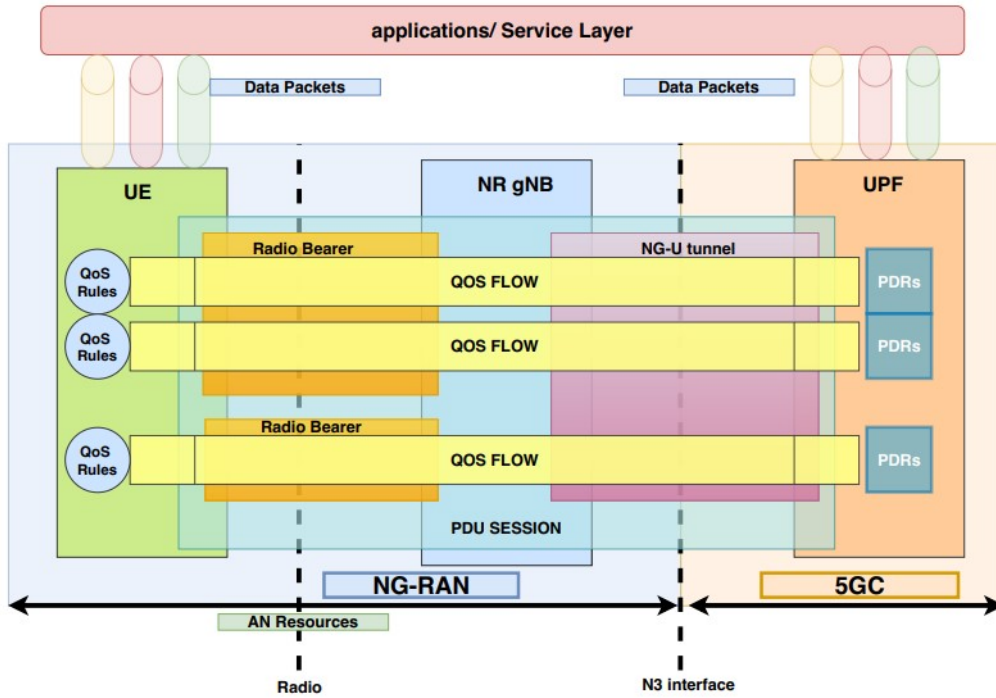 applications/ Service Layer
Data Packets
Data Packets
UE
NR gNB
UPF
Radio Bearer
NG-U tunnel
QoS
Rules
QOS FLOW
PDRs
QoS
Rules
QOS FLOW
PDRs
Radio Bearer
QoS
Rules
QOS FLOW
PDRs
PDU SESSION
NG-RAN
5GC
AN Resources
Radio
N3 interface